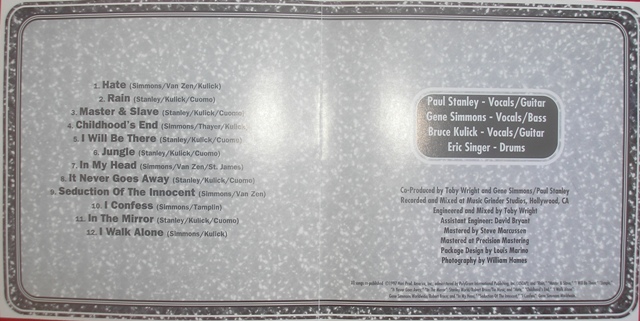 1. Hate (Simmons/Van Zen/Kulick)
2. Rain (Stanley/Kulick/Cuomo)
3. Master & Slave (Stanley/Kulick/Cuomo)
4. Childhood's End (Simmons/Thayer/Kulick)
5. I Will Be There (Stanley/Kulick/Cuomo)
6. Jungle (Stanley/Kulick/Cuomo)
7. In My Head (Simmons/Van Zen/St. James)
8. It Never Goes Away (Stanley/Kulick/Cuomo)
9. Seduction Of The Innocent (Simmons/Van Zen)
10. I Confess (Simmons/Tamplin)
11. In The Mirror (Stanley/Kulick/Cuomo)
12. I Walk Alone (Simmons/Kulick)
Paul Stanley - Vocals/Guitar
Gene Simmons - Vocals/Bass
Bruce Kulick - Vocals/Guitar
Eric Singer - Drums
Co-Produced by Toby Wright and Gene Simmons/Paul Stanley
Recorded and Mixed at Music Grinder Studios, Hollywood, CA
Engineered and Mixed by Toby Wright
Assistant Engineer: David Bryant
Mastered by Steve Marcussen
Mastered at Precision Mastering
Package Design by Louis Marino
Photography by William Hames